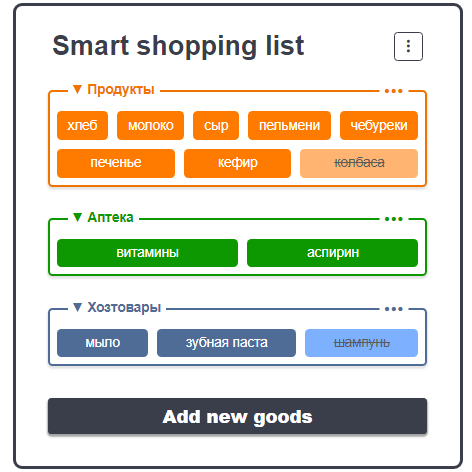 Smart shopping list
▼ Продукты
хлеб молоко сыр пельмени чебуреки
печенье кефир колбаса
▼ Аптека
витамины аспирин
▼ Хозтовары
мыло зубная паста шампунь
Add new goods